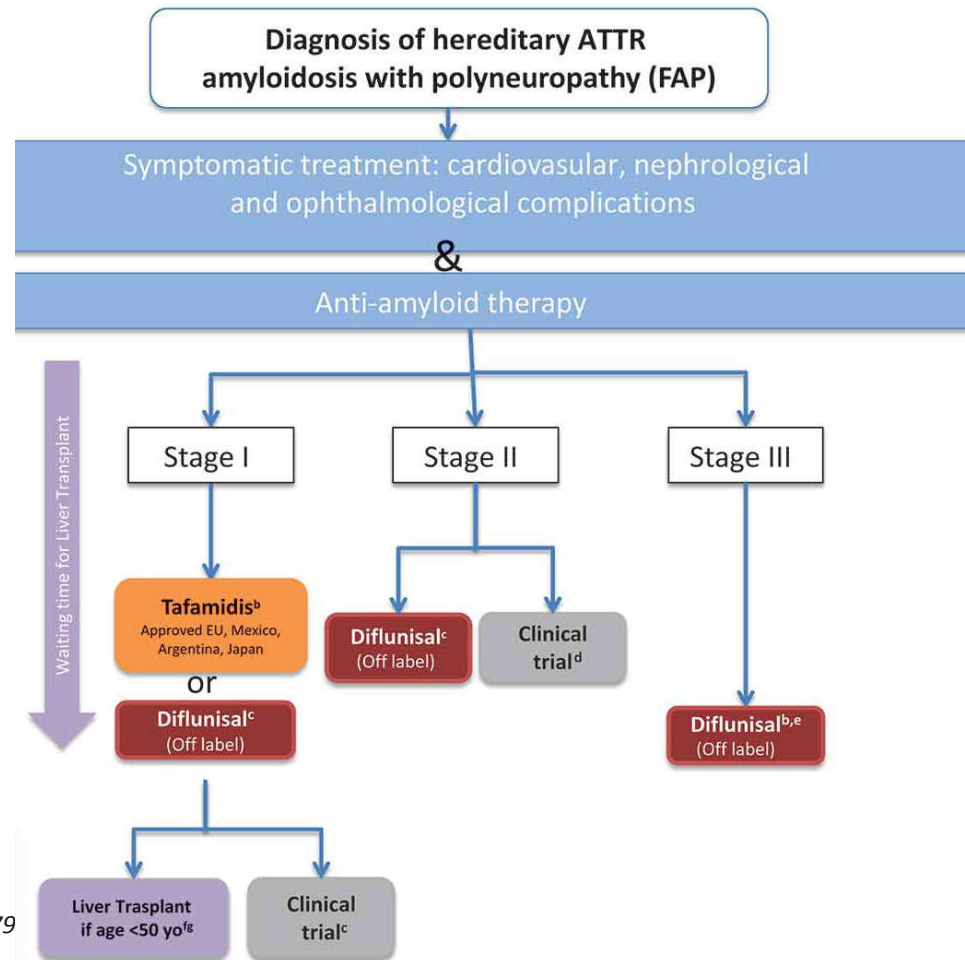 Diagnosis of hereditary ATTR
amyloidosis with polyneuropathy (FAP)
Symptomatic treatment: cardiovasular, nephrological
and ophthalmological complications
&
Anti-amyloid therapy
Waiting time for Liver Transplant
Stage I
Stage II
Stage III
Tafamidisᵇ
Approved EU, Mexico,
Argentina, Japan
or
Diflunisalᶜ
(Off label)
Diflunisalᶜ
(Off label)
Clinical
trialᵈ
Diflunisalᵇ,ᵉ
(Off label)
Liver Trasplant
if age <50 yoᶠᵍ
Clinical
trialᶜ
79